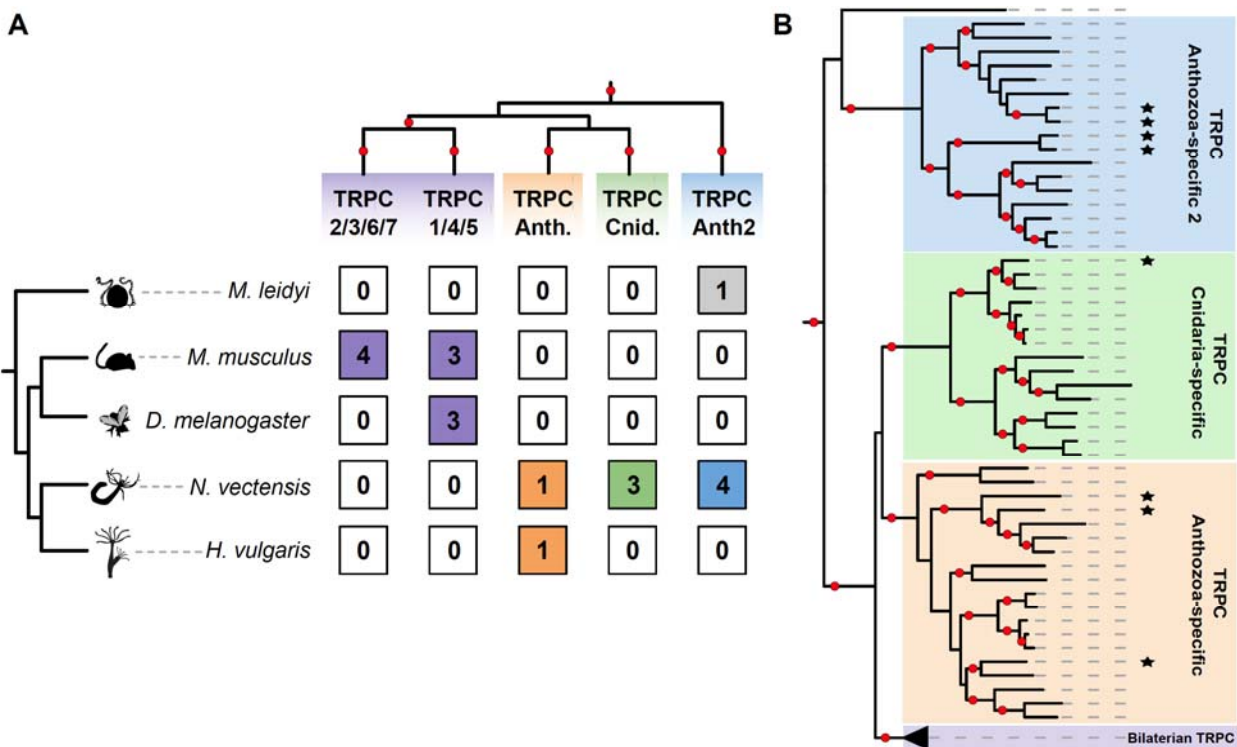 A
TRPC 2/3/6/7
TRPC 1/4/5
TRPC Anth.
TRPC Cnid.
TRPC Anth2
M. leidyi 0 0 0 0 1
M. musculus 4 3 0 0 0
D. melanogaster 0 3 0 0 0
N. vectensis 0 0 1 3 4
H. vulgaris 0 0 1 0 0
B
TRPC
Anthozoa-specific 2
TRPC
Cnidaria-specific
TRPC
Anthozoa-specific
Bilaterian TRPC